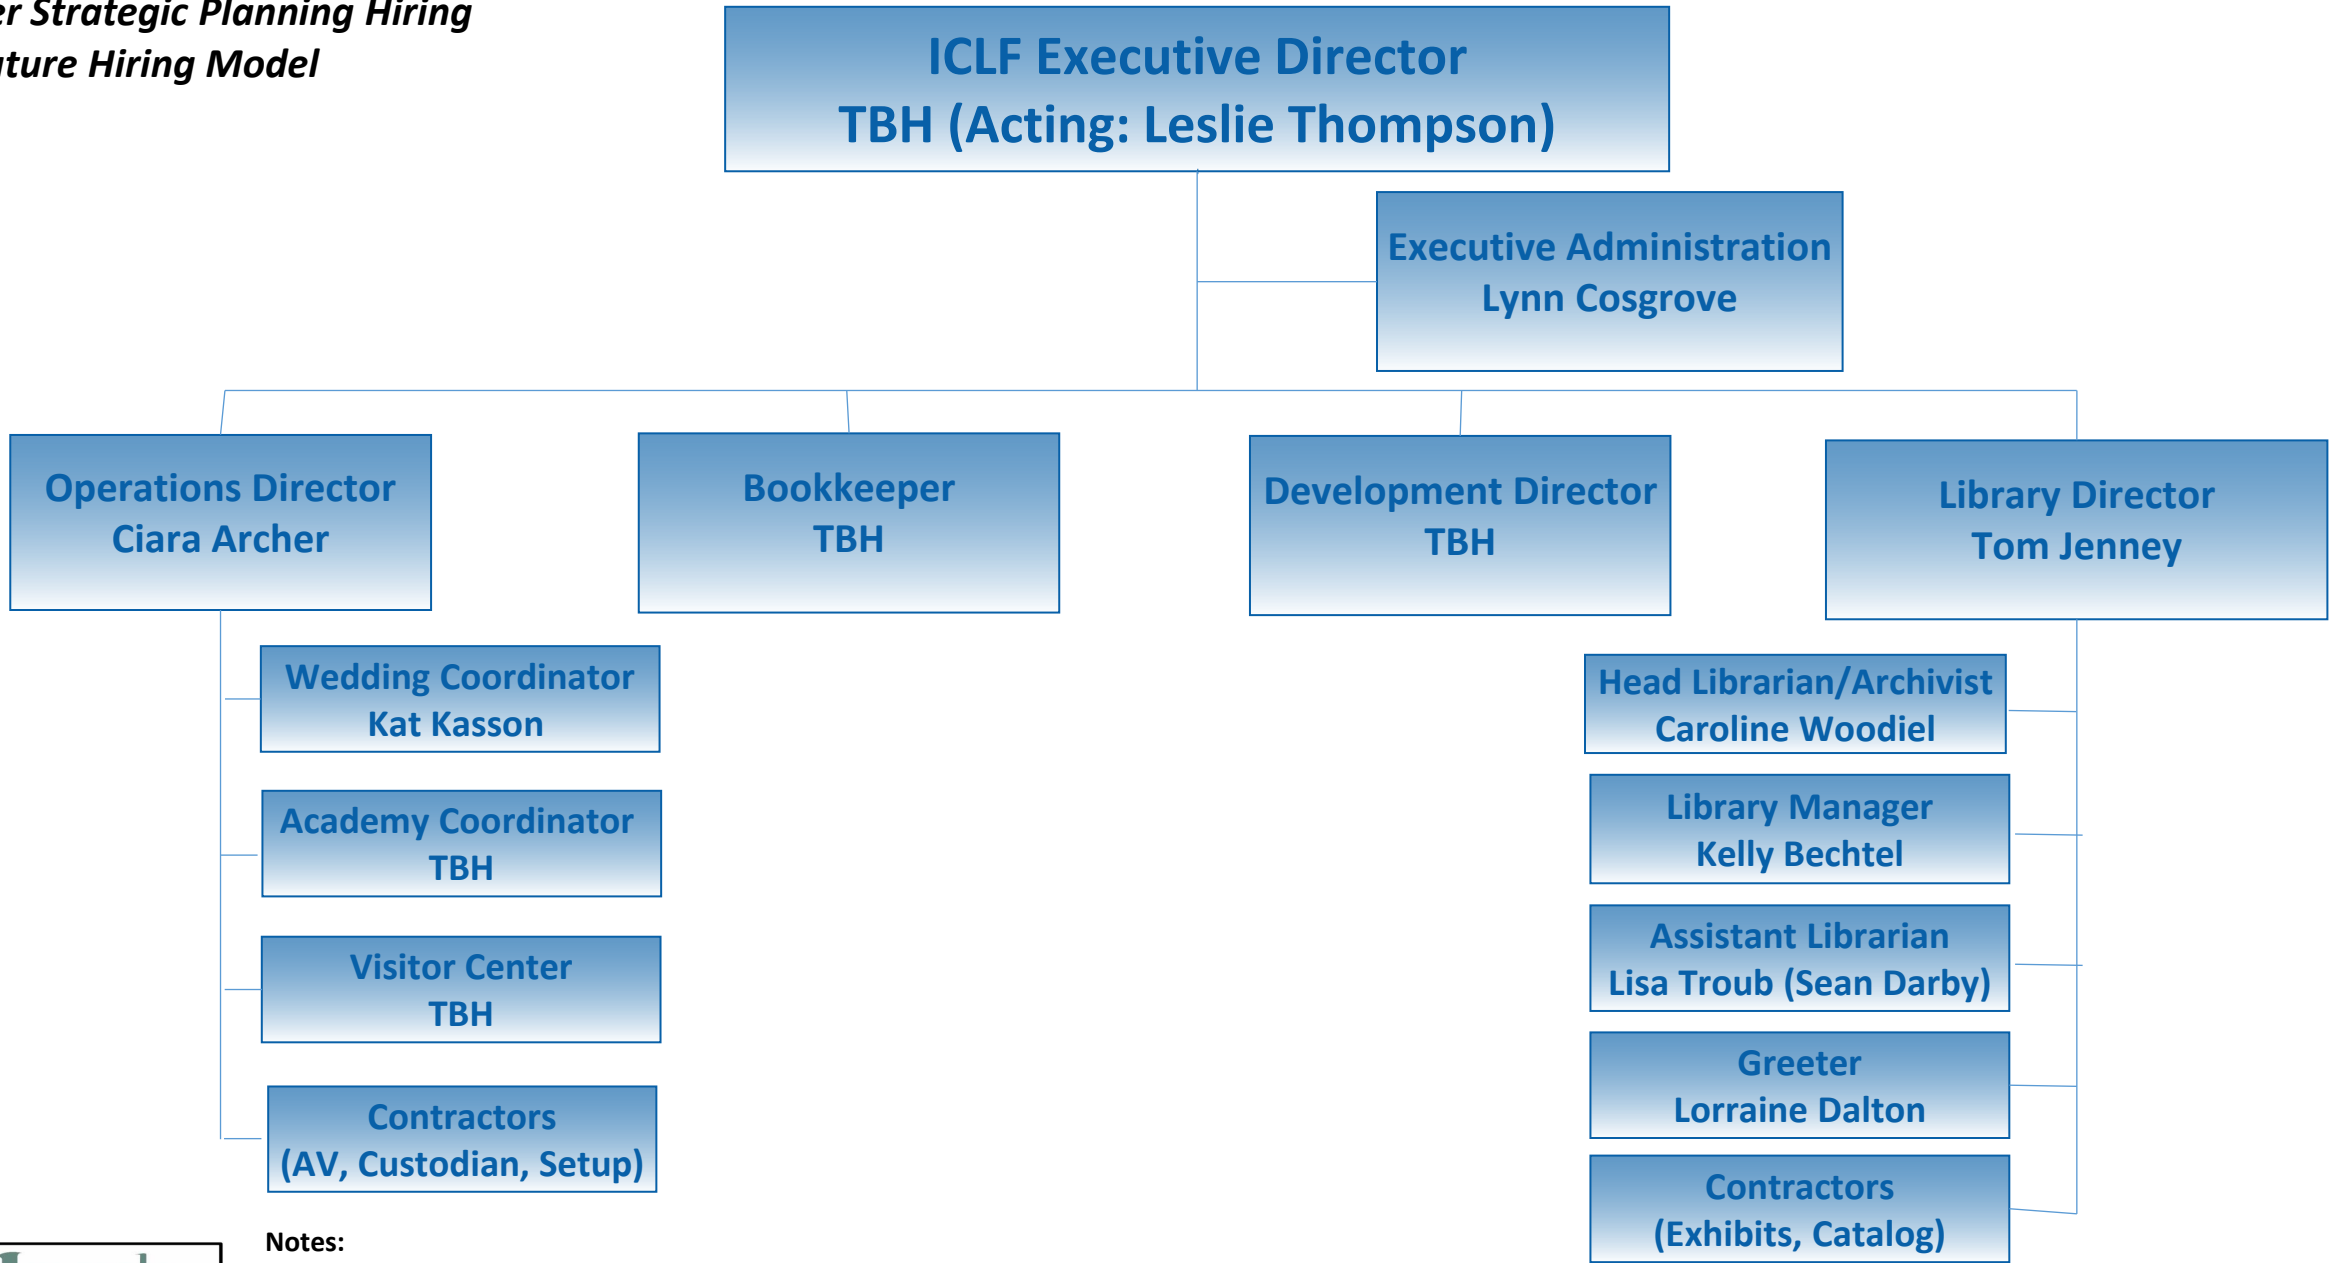 Strategic Planning Hiring
Hiring Model
ICLF Executive Director
TBH (Acting: Leslie Thompson)
Executive Administration
Lynn Cosgrove
Operations Director
Ciara Archer
Bookkeeper
TBH
Development Director
TBH
Library Director
Tom Jenney
Wedding Coordinator
Kat Kasson
Academy Coordinator
TBH
Visitor Center
TBH
Contractors
(AV, Custodian, Setup)
Head Librarian/Archivist
Caroline Woodiel
Library Manager
Kelly Bechtel
Assistant Librarian
Lisa Troub (Sean Darby)
Greeter
Lorraine Dalton
Contractors
(Exhibits, Catalog)
Notes: